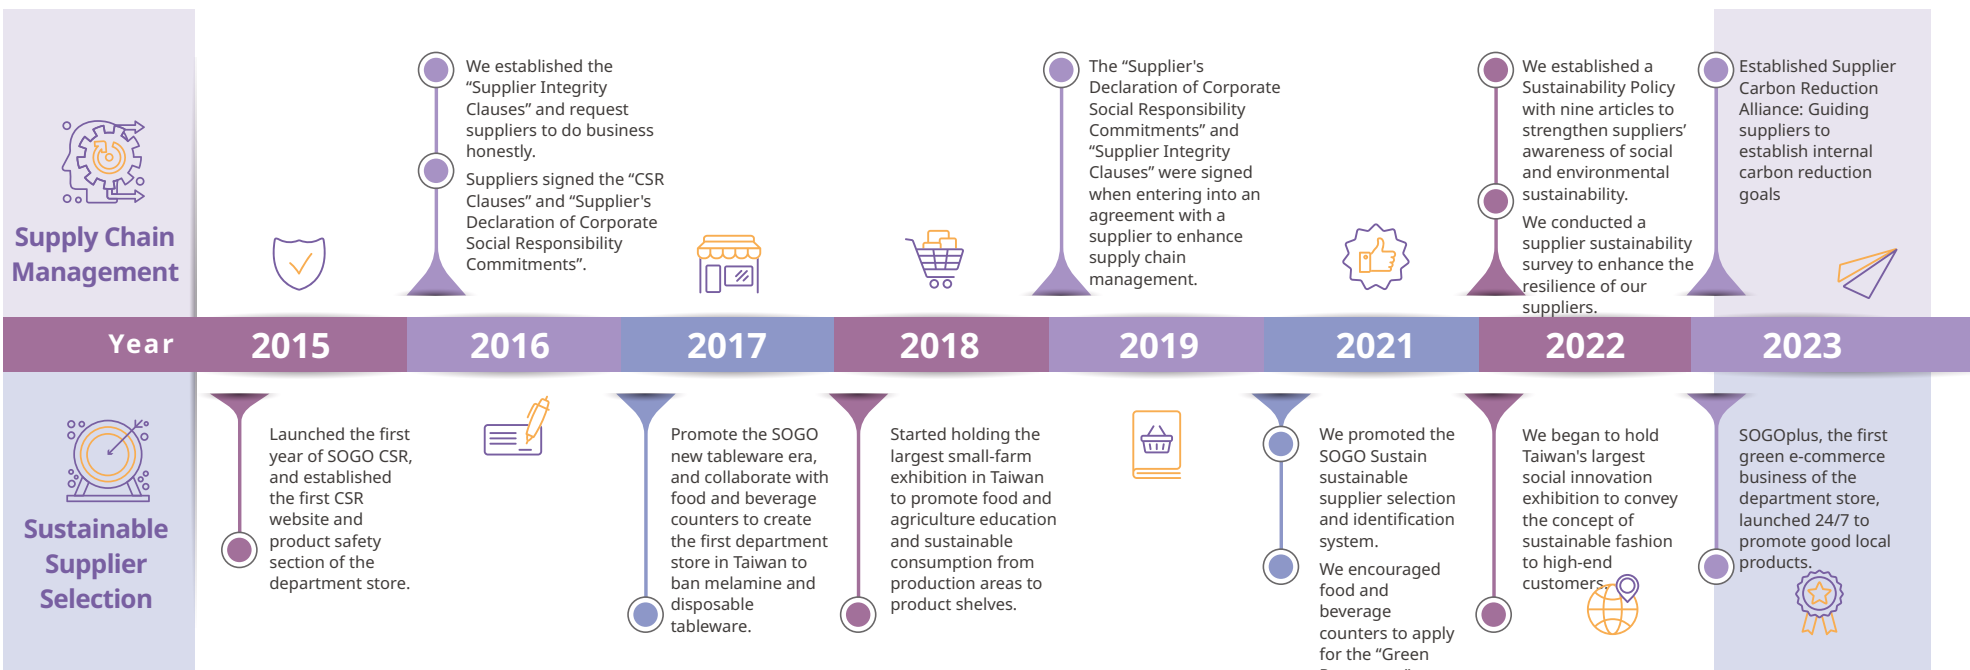 Supply Chain
Management
We established the
“Supplier Integrity
Clauses” and request
suppliers to do business
honestly.
Suppliers signed the “CSR
Clauses” and “Supplier's
Declaration of Corporate
Social Responsibility
Commitments”.
The “Supplier's
Declaration of Corporate
Social Responsibility
Commitments” and
“Supplier Integrity
Clauses” were signed
when entering into an
agreement with a
supplier to enhance
supply chain
management.
We established a
Sustainability Policy
with nine articles to
strengthen suppliers’
awareness of social
and environmental
sustainability.
We conducted a
supplier sustainability
survey to enhance the
resilience of our
suppliers.
Established Supplier
Carbon Reduction
Alliance: Guiding
suppliers to
establish internal
carbon reduction
goals
Year 2015 2016 2017 2018 2019 2021 2022 2023
Sustainable
Supplier
Selection
Launched the first
year of SOGO CSR,
and established
the first CSR
website and
product safety
section of the
department store.
Promote the SOGO
new tableware era,
and collaborate with
food and beverage
counters to create
the first department
store in Taiwan to
ban melamine and
disposable
tableware.
Started holding the
largest small-farm
exhibition in Taiwan
to promote food and
agriculture education
and sustainable
consumption from
production areas to
product shelves.
We promoted the
SOGO Sustain
sustainable
supplier selection
and identification
system.
We encouraged
food and
beverage
counters to apply
for the “Green
We began to hold
Taiwan's largest
social innovation
exhibition to convey
the concept of
sustainable fashion
to high-end
customers.
SOGOplus, the first
green e-commerce
business of the
department store,
launched 24/7 to
promote good local
products.